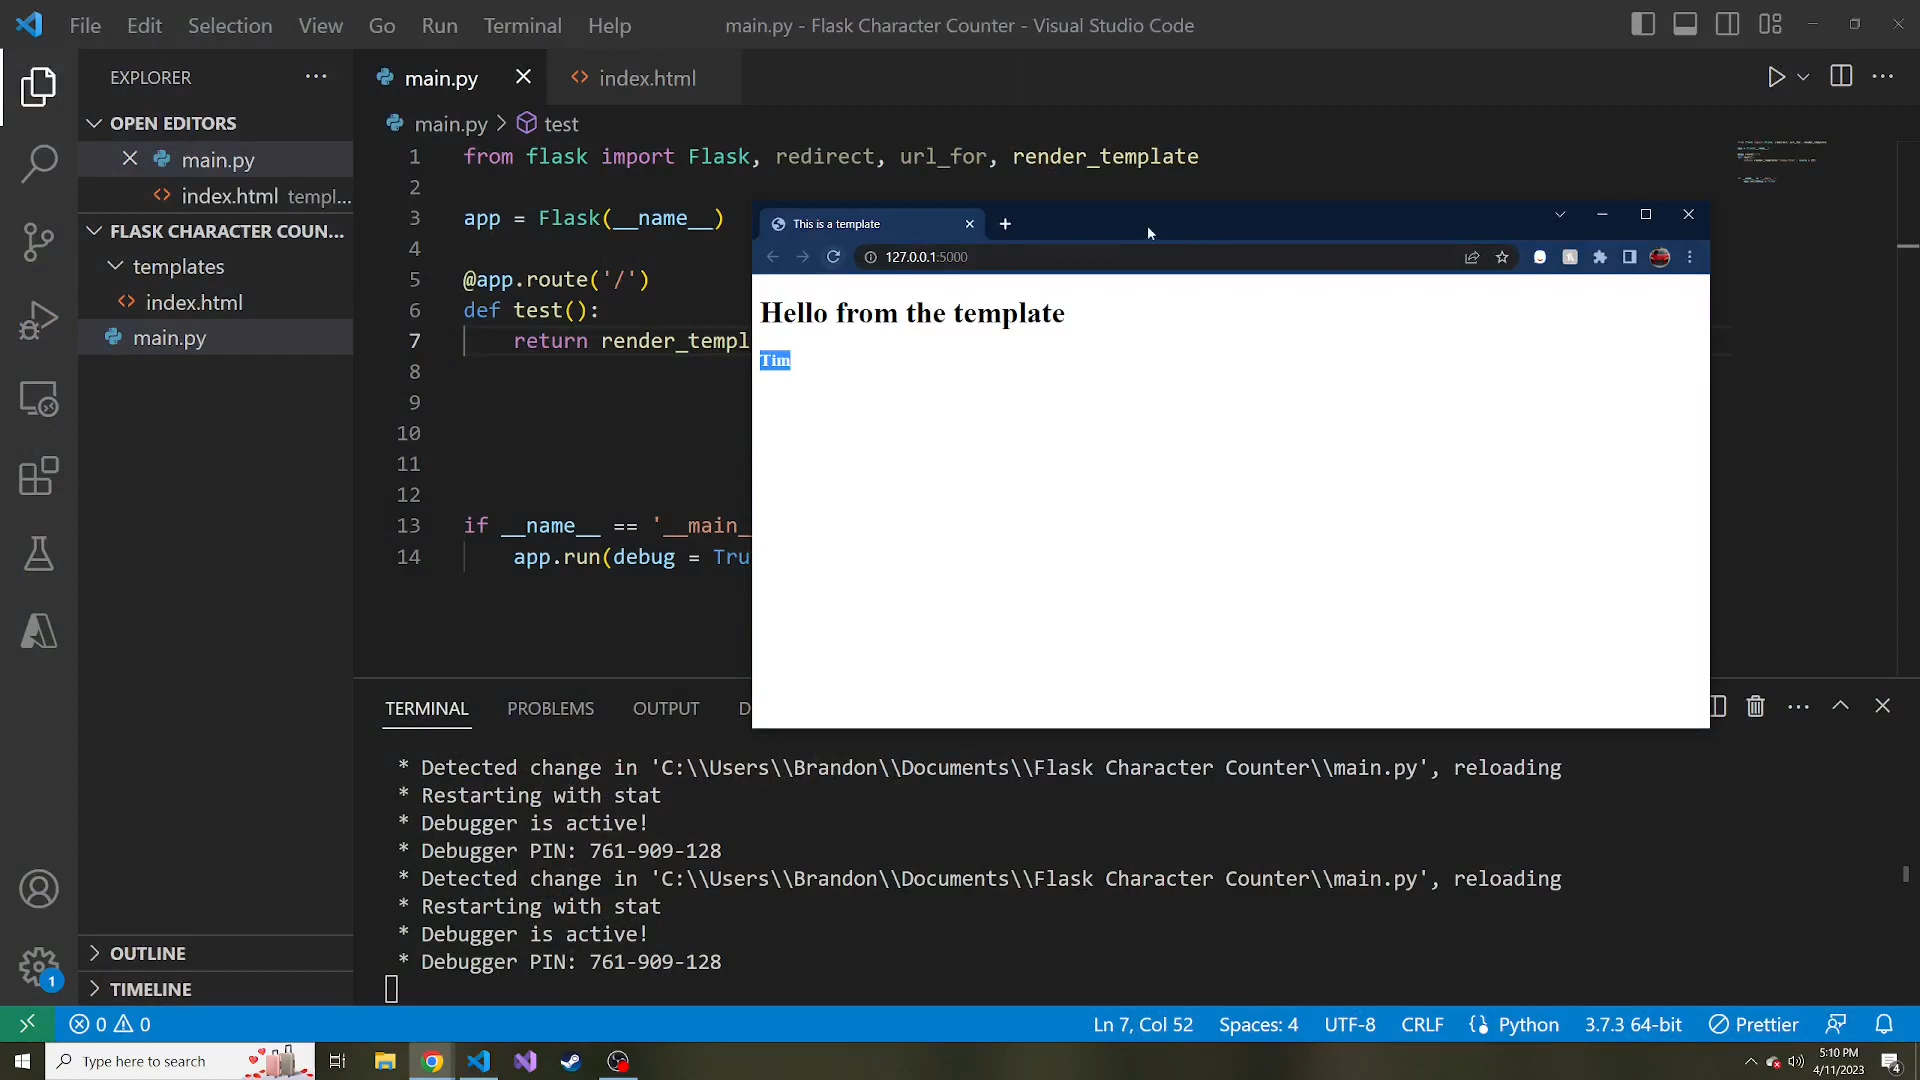 File Edit Selection View Go Run Terminal Help
main.py - Flask Character Counter - Visual Studio Code
EXPLORER
OPEN EDITORS
main.py
index.html templ...
FLASK CHARACTER COUN...
templates
index.html
main.py
OUTLINE
TIMELINE
main.py index.html
main.py > test
1 from flask import Flask, redirect, url_for, render_template
2
3 app = Flask(__name__)
4
5 @app.route('/')
6 def test():
7 return render_templ
8
9
10
11
12
13 if __name__ == '__main_
14 app.run(debug = Tru
This is a template
127.0.0.1:5000
Hello from the template
Tim
TERMINAL PROBLEMS OUTPUT D
* Detected change in 'C:\\Users\\Brandon\\Documents\\Flask Character Counter\\main.py', reloading
* Restarting with stat
* Debugger is active!
* Debugger PIN: 761-909-128
* Detected change in 'C:\\Users\\Brandon\\Documents\\Flask Character Counter\\main.py', reloading
* Restarting with stat
* Debugger is active!
* Debugger PIN: 761-909-128
1
0 0
Ln 7, Col 52 Spaces: 4 UTF-8 CRLF Python 3.7.3 64-bit Prettier
Type here to search
5:10 PM
4/11/2023
4